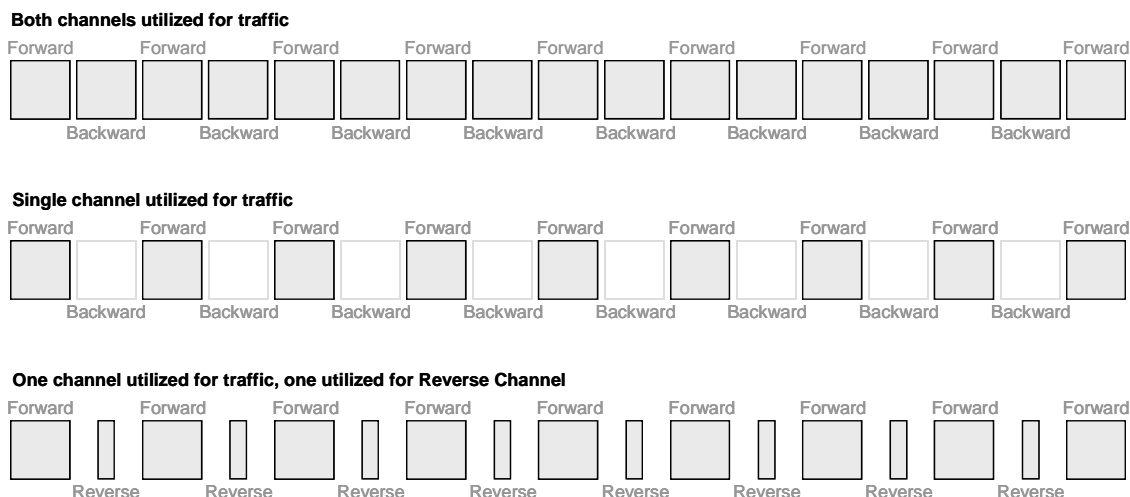 Both channels utilized for traffic
Forward Forward Forward Forward Forward Forward Forward Forward Forward
Backward Backward Backward Backward Backward Backward Backward Backward
Single channel utilized for traffic
Forward Forward Forward Forward Forward Forward Forward Forward Forward
Backward Backward Backward Backward Backward Backward Backward Backward
One channel utilized for traffic, one utilized for Reverse Channel
Forward Forward Forward Forward Forward Forward Forward Forward Forward
Reverse Reverse Reverse Reverse Reverse Reverse Reverse Reverse